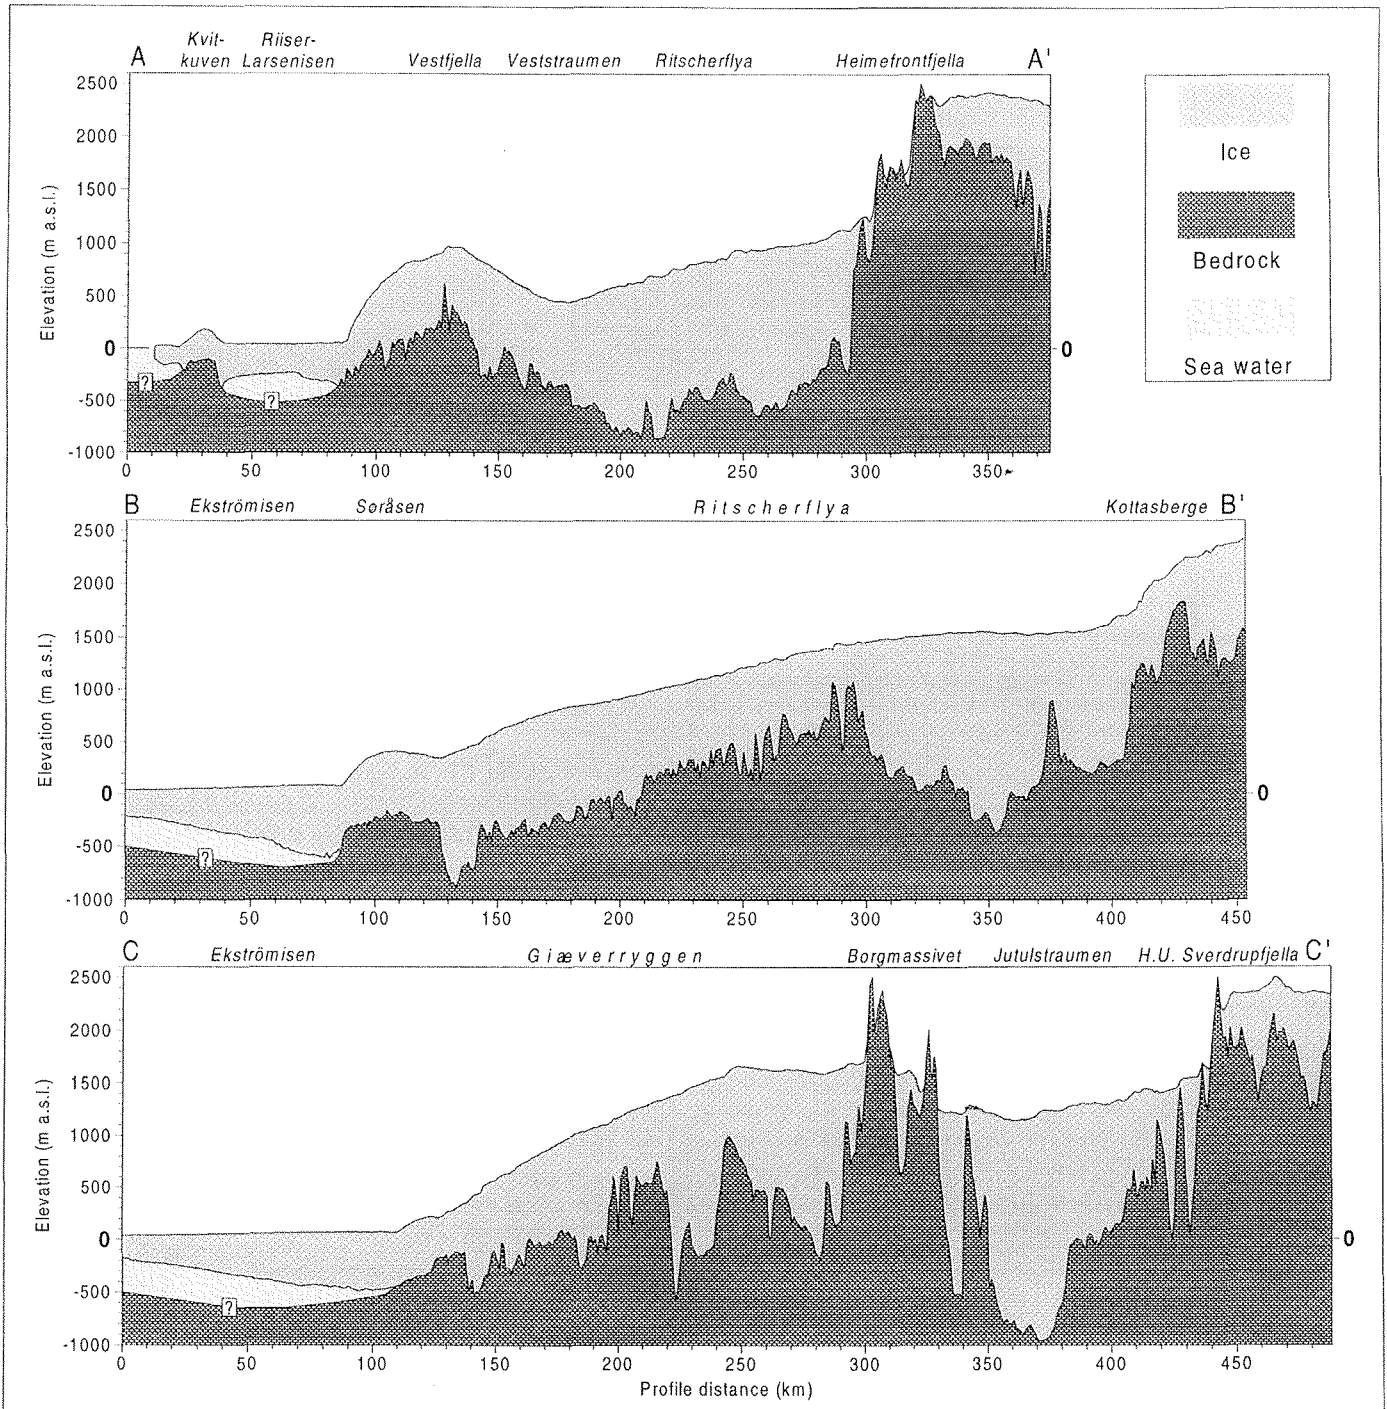 A Kvit- Riiser- A'
kuven Larsenisen Vestfjella Veststraumen Ritscherflya Heimefrontfjella
2500
2000
1500
1000
500
0 0
-500
-1000
Elevation (m a.s.l.)
? ?
0 50 100 150 200 250 300 350
Ice
Bedrock
Sea water
B Ekströmisen Søråsen Ritscherflya Kottasberge B'
2500
2000
1500
1000
500
0 0
-500
-1000
Elevation (m a.s.l.)
?
0 50 100 150 200 250 300 350 400 450
C Ekströmisen Giæverryggen Borgmassivet Jutulstraumen H.U. Sverdrupfjella C'
2500
2000
1500
1000
500
0 0
-500
-1000
Elevation (m a.s.l.)
?
0 50 100 150 200 250 300 350 400 450
Profile distance (km)